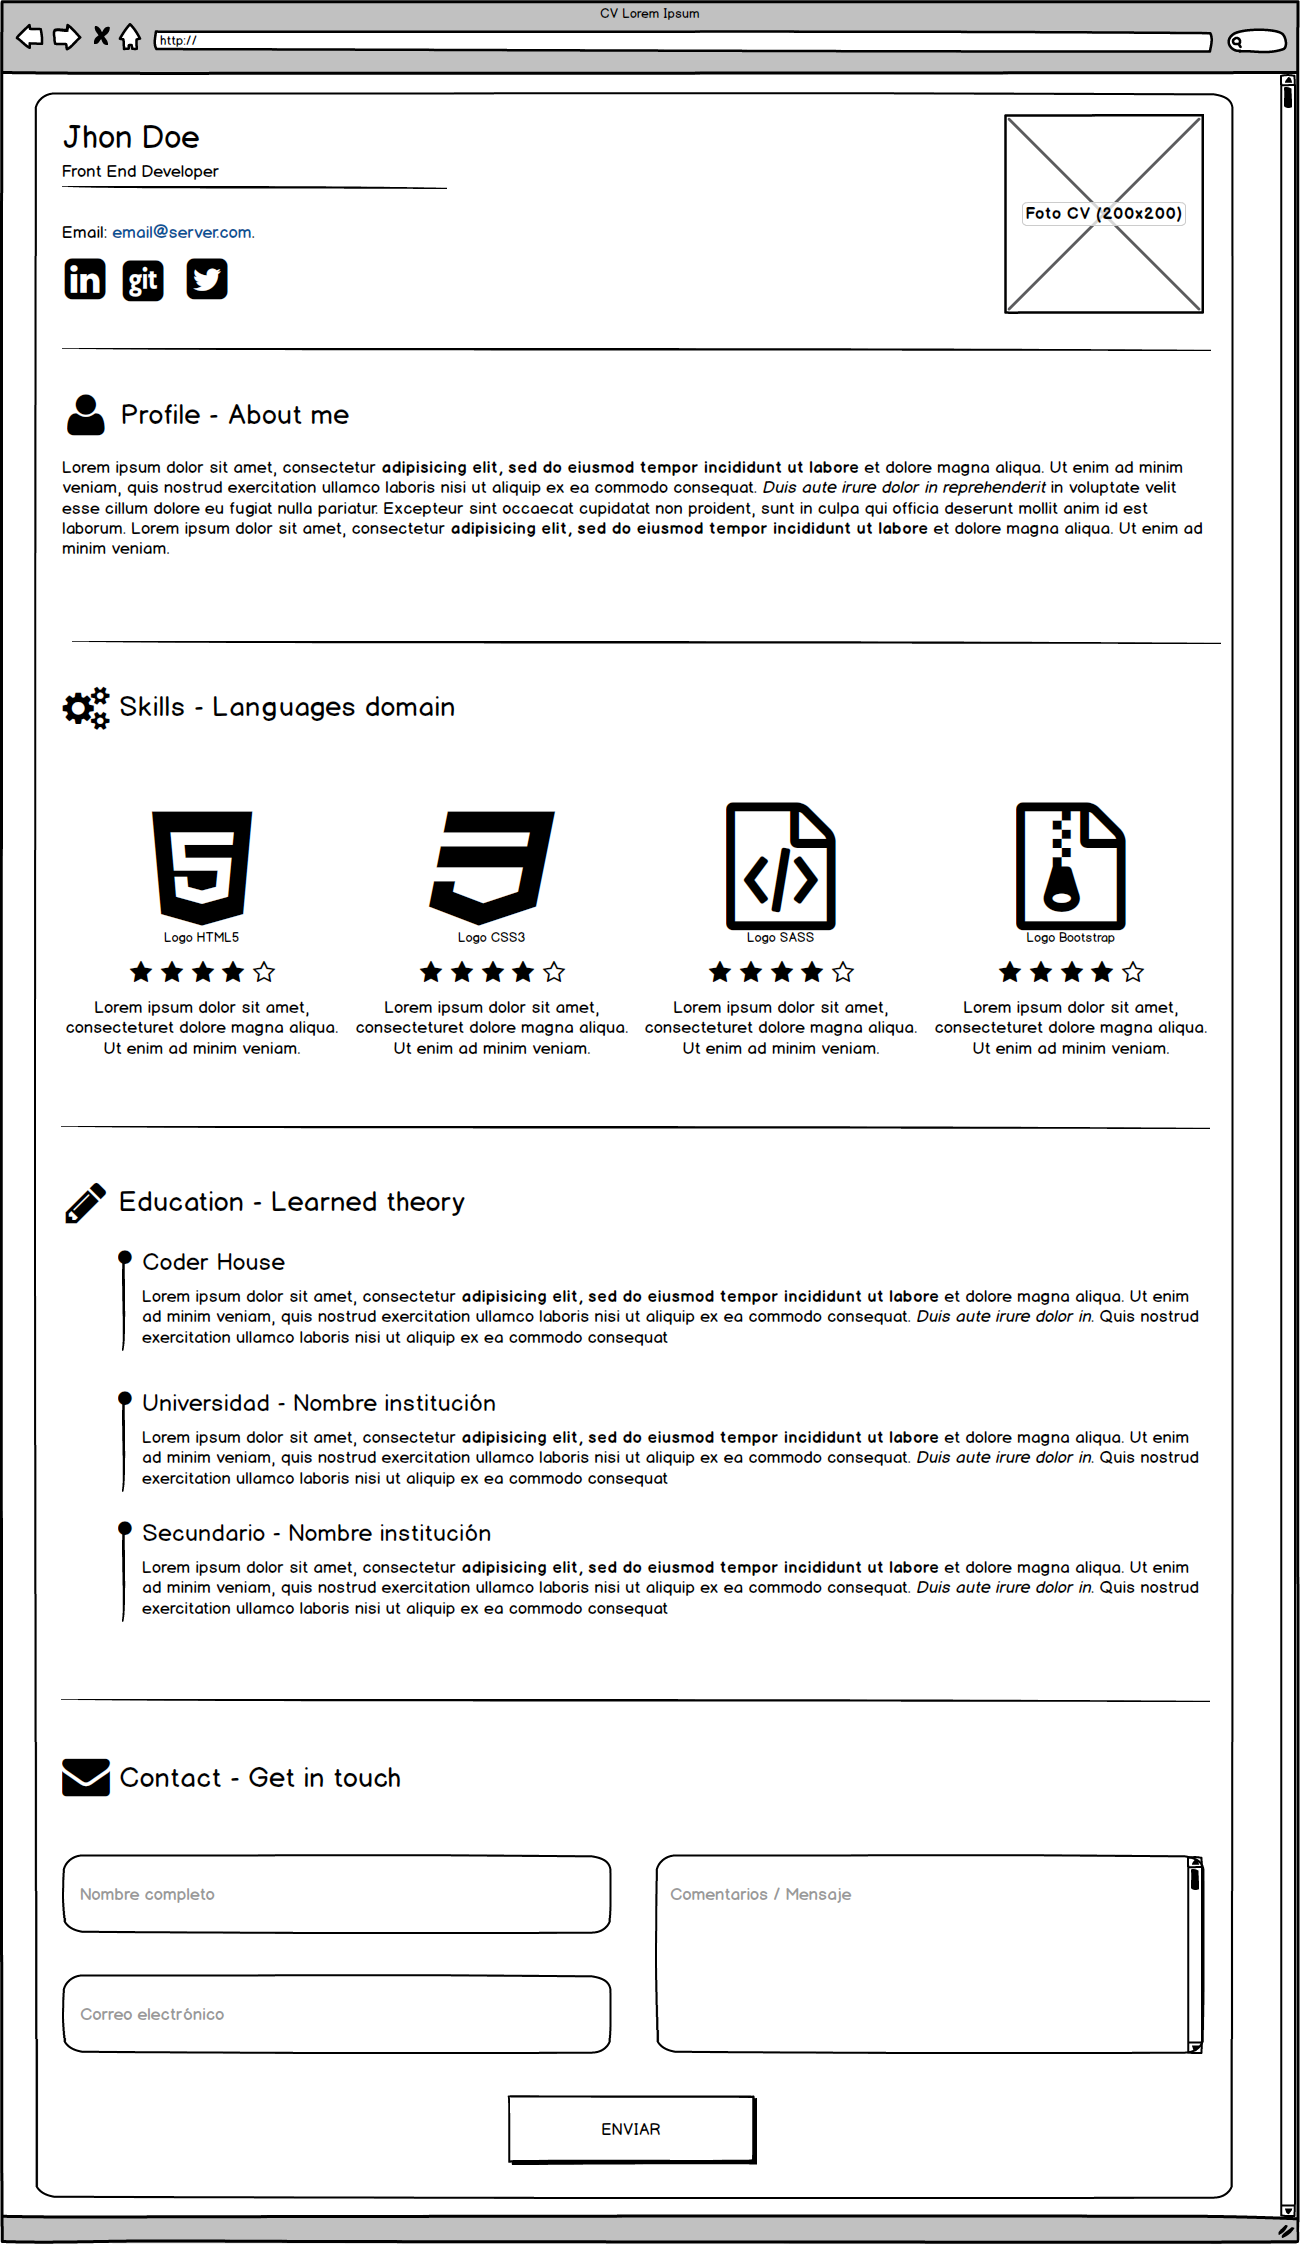 CV Lorem Ipsum
http://
Jhon Doe
Front End Developer
Foto CV (200x200)
Email: email@server.com.
in git
Profile - About me
Lorem ipsum dolor sit amet, consectetur adipisicing elit, sed do eiusmod tempor incididunt ut labore et dolore magna aliqua. Ut enim ad minim
veniam, quis nostrud exercitation ullamco laboris nisi ut aliquip ex ea commodo consequat. Duis aute irure dolor in reprehenderit in voluptate velit
esse cillum dolore eu fugiat nulla pariatur. Excepteur sint occaecat cupidatat non proident, sunt in culpa qui officia deserunt mollit anim id est
laborum. Lorem ipsum dolor sit amet, consectetur adipisicing elit, sed do eiusmod tempor incididunt ut labore et dolore magna aliqua. Ut enim ad
minim veniam.
Skills - Languages domain
Logo HTML5
Lorem ipsum dolor sit amet,
consecteturet dolore magna aliqua.
Ut enim ad minim veniam.
Logo CSS3
Lorem ipsum dolor sit amet,
consecteturet dolore magna aliqua.
Ut enim ad minim veniam.
Logo SASS
Lorem ipsum dolor sit amet,
consecteturet dolore magna aliqua.
Ut enim ad minim veniam.
Logo Bootstrap
Lorem ipsum dolor sit amet,
consecteturet dolore magna aliqua.
Ut enim ad minim veniam.
Education - Learned theory
Coder House
Lorem ipsum dolor sit amet, consectetur adipisicing elit, sed do eiusmod tempor incididunt ut labore et dolore magna aliqua. Ut enim
ad minim veniam, quis nostrud exercitation ullamco laboris nisi ut aliquip ex ea commodo consequat. Duis aute irure dolor in. Quis nostrud
exercitation ullamco laboris nisi ut aliquip ex ea commodo consequat
Universidad - Nombre institución
Lorem ipsum dolor sit amet, consectetur adipisicing elit, sed do eiusmod tempor incididunt ut labore et dolore magna aliqua. Ut enim
ad minim veniam, quis nostrud exercitation ullamco laboris nisi ut aliquip ex ea commodo consequat. Duis aute irure dolor in. Quis nostrud
exercitation ullamco laboris nisi ut aliquip ex ea commodo consequat
Secundario - Nombre institución
Lorem ipsum dolor sit amet, consectetur adipisicing elit, sed do eiusmod tempor incididunt ut labore et dolore magna aliqua. Ut enim
ad minim veniam, quis nostrud exercitation ullamco laboris nisi ut aliquip ex ea commodo consequat. Duis aute irure dolor in. Quis nostrud
exercitation ullamco laboris nisi ut aliquip ex ea commodo consequat
Contact - Get in touch
Nombre completo
Correo electrónico
Comentarios / Mensaje
ENVIAR